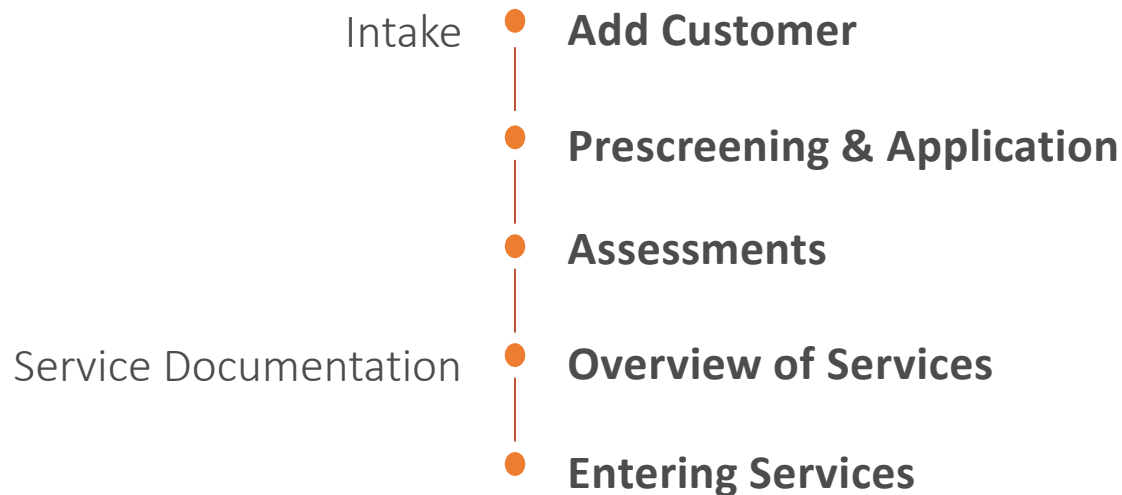 Intake
Add Customer
Prescreening & Application
Assessments
Service Documentation
Overview of Services
Entering Services